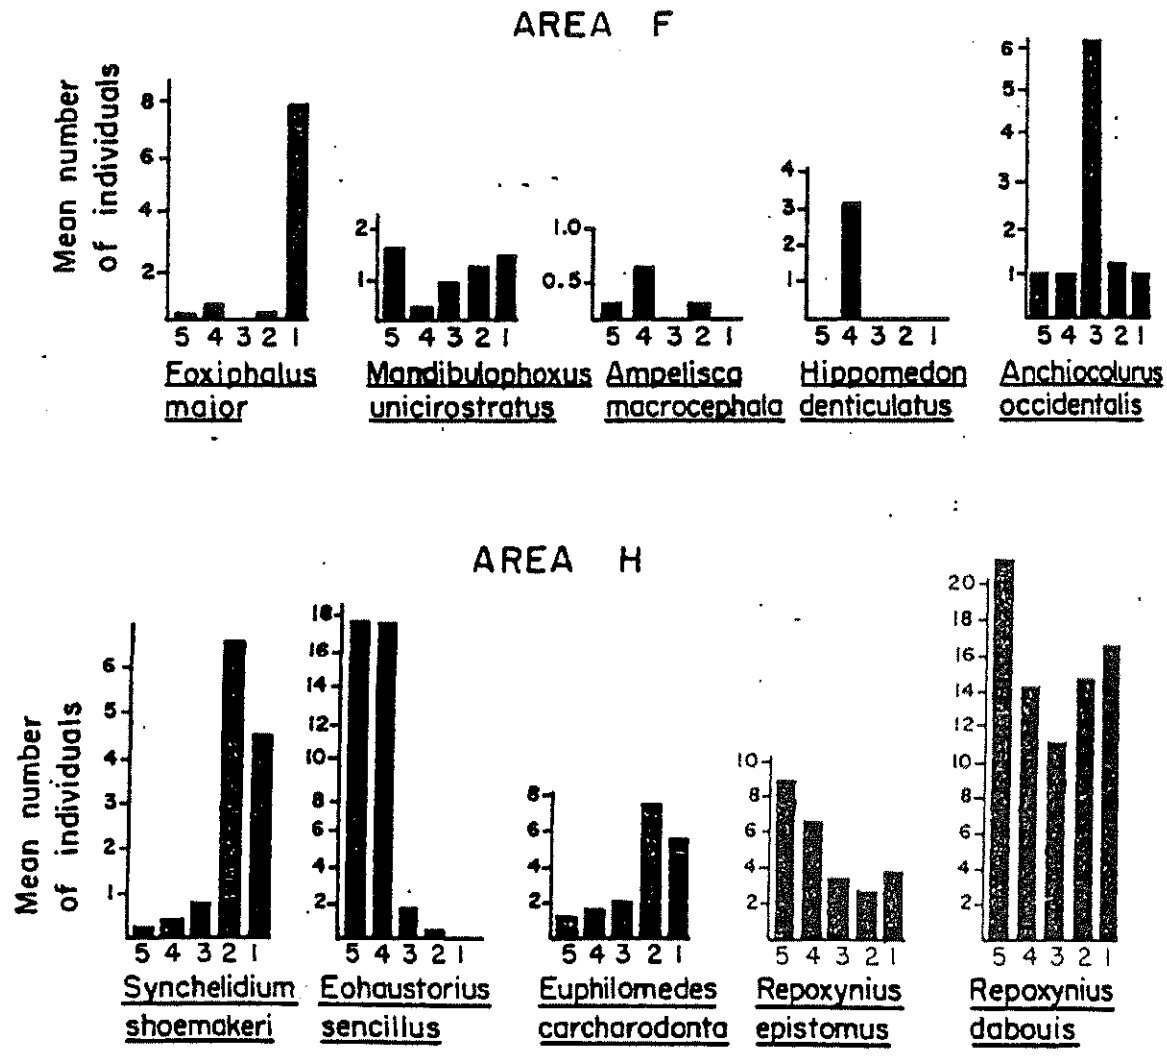 AREA F
Mean number
of individuals
8
6
4
2
5 4 3 2 1
Foxiphalus
major
2
1
5 4 3 2 1
Mandibulophoxus
unicirostratus
1.0
0.5
5 4 3 2 1
Ampelisca
macrocephala
4
3
2
1
5 4 3 2 1
Hippomedon
denticulatus
6
5
4
3
2
1
5 4 3 2 1
Anchiocolurus
occidentalis
AREA H
Mean number
of individuals
6
5
4
3
2
1
5 4 3 2 1
Synchelidium
shoemakeri
18
16
14
12
10
8
6
4
2
5 4 3 2 1
Eohaustorius
sencillus
8
6
4
2
5 4 3 2 1
Euphilomedes
carcharodonta
10
8
6
4
2
5 4 3 2 1
Repoxynius
epistomus
20
18
16
14
12
10
8
6
4
2
5 4 3 2 1
Repoxynius
dabouis